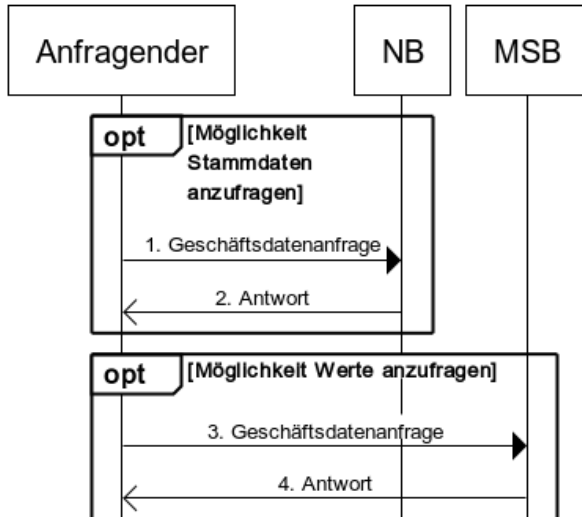 Anfragender
NB
MSB
opt
[Möglichkeit
Stammdaten
anzufragen]
1. Geschäftsdatenanfrage
2. Antwort
opt
[Möglichkeit Werte anzufragen]
3. Geschäftsdatenanfrage
4. Antwort